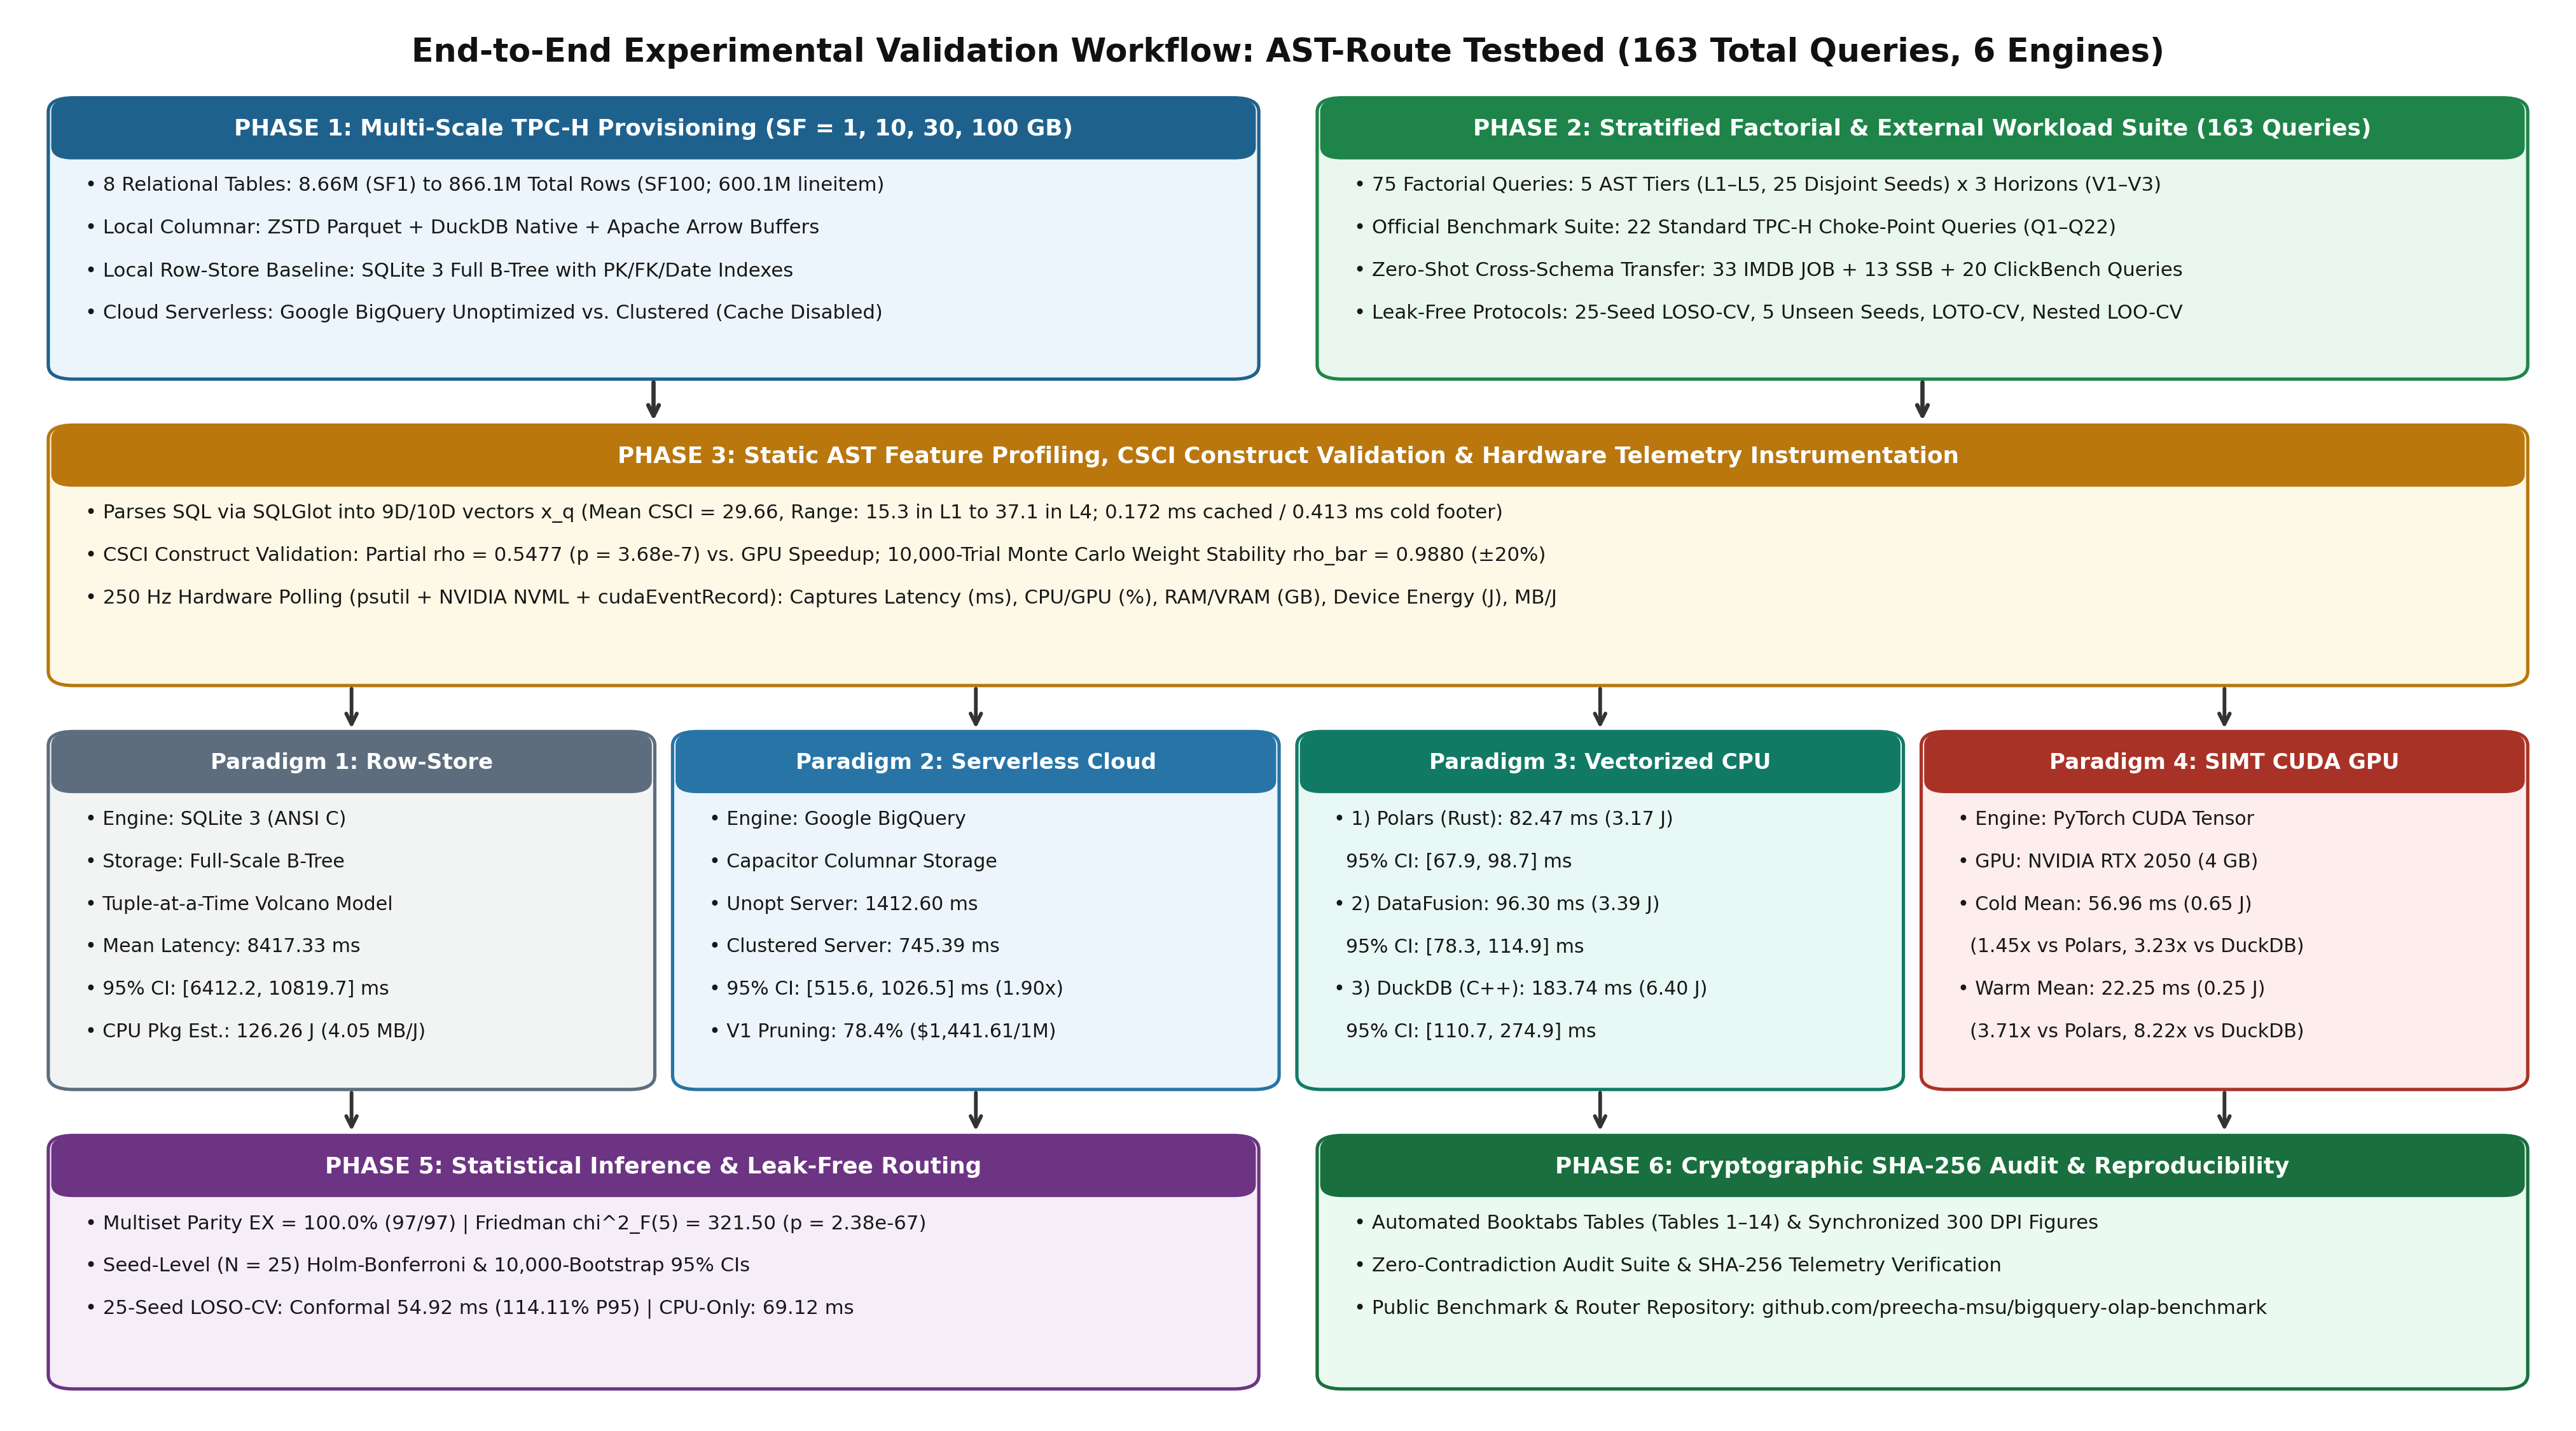 End-to-End Experimental Validation Workflow: AST-Route Testbed (163 Total Queries, 6 Engines)
PHASE 1: Multi-Scale TPC-H Provisioning (SF = 1, 10, 30, 100 GB)
• 8 Relational Tables: 8.66M (SF1) to 866.1M Total Rows (SF100; 600.1M lineitem)
• Local Columnar: ZSTD Parquet + DuckDB Native + Apache Arrow Buffers
• Local Row-Store Baseline: SQLite 3 Full B-Tree with PK/FK/Date Indexes
• Cloud Serverless: Google BigQuery Unoptimized vs. Clustered (Cache Disabled)
PHASE 2: Stratified Factorial & External Workload Suite (163 Queries)
• 75 Factorial Queries: 5 AST Tiers (L1–L5, 25 Disjoint Seeds) x 3 Horizons (V1–V3)
• Official Benchmark Suite: 22 Standard TPC-H Choke-Point Queries (Q1–Q22)
• Zero-Shot Cross-Schema Transfer: 33 IMDB JOB + 13 SSB + 20 ClickBench Queries
• Leak-Free Protocols: 25-Seed LOSO-CV, 5 Unseen Seeds, LOTO-CV, Nested LOO-CV
PHASE 3: Static AST Feature Profiling, CSCI Construct Validation & Hardware Telemetry Instrumentation
• Parses SQL via SQLGlot into 9D/10D vectors x_q (Mean CSCI = 29.66, Range: 15.3 in L1 to 37.1 in L4; 0.172 ms cached / 0.413 ms cold footer)
• CSCI Construct Validation: Partial rho = 0.5477 (p = 3.68e-7) vs. GPU Speedup; 10,000-Trial Monte Carlo Weight Stability rho_bar = 0.9880 (±20%)
• 250 Hz Hardware Polling (psutil + NVIDIA NVML + cudaEventRecord): Captures Latency (ms), CPU/GPU (%), RAM/VRAM (GB), Device Energy (J), MB/J
Paradigm 1: Row-Store
• Engine: SQLite 3 (ANSI C)
• Storage: Full-Scale B-Tree
• Tuple-at-a-Time Volcano Model
• Mean Latency: 8417.33 ms
• 95% CI: [6412.2, 10819.7] ms
• CPU Pkg Est.: 126.26 J (4.05 MB/J)
Paradigm 2: Serverless Cloud
• Engine: Google BigQuery
• Capacitor Columnar Storage
• Unopt Server: 1412.60 ms
• Clustered Server: 745.39 ms
• 95% CI: [515.6, 1026.5] ms (1.90x)
• V1 Pruning: 78.4% ($1,441.61/1M)
Paradigm 3: Vectorized CPU
• 1) Polars (Rust): 82.47 ms (3.17 J)
95% CI: [67.9, 98.7] ms
• 2) DataFusion: 96.30 ms (3.39 J)
95% CI: [78.3, 114.9] ms
• 3) DuckDB (C++): 183.74 ms (6.40 J)
95% CI: [110.7, 274.9] ms
Paradigm 4: SIMT CUDA GPU
• Engine: PyTorch CUDA Tensor
• GPU: NVIDIA RTX 2050 (4 GB)
• Cold Mean: 56.96 ms (0.65 J)
(1.45x vs Polars, 3.23x vs DuckDB)
• Warm Mean: 22.25 ms (0.25 J)
(3.71x vs Polars, 8.22x vs DuckDB)
PHASE 5: Statistical Inference & Leak-Free Routing
• Multiset Parity EX = 100.0% (97/97) | Friedman chi^2_F(5) = 321.50 (p = 2.38e-67)
• Seed-Level (N = 25) Holm-Bonferroni & 10,000-Bootstrap 95% CIs
• 25-Seed LOSO-CV: Conformal 54.92 ms (114.11% P95) | CPU-Only: 69.12 ms
PHASE 6: Cryptographic SHA-256 Audit & Reproducibility
• Automated Booktabs Tables (Tables 1–14) & Synchronized 300 DPI Figures
• Zero-Contradiction Audit Suite & SHA-256 Telemetry Verification
• Public Benchmark & Router Repository: github.com/preecha-msu/bigquery-olap-benchmark